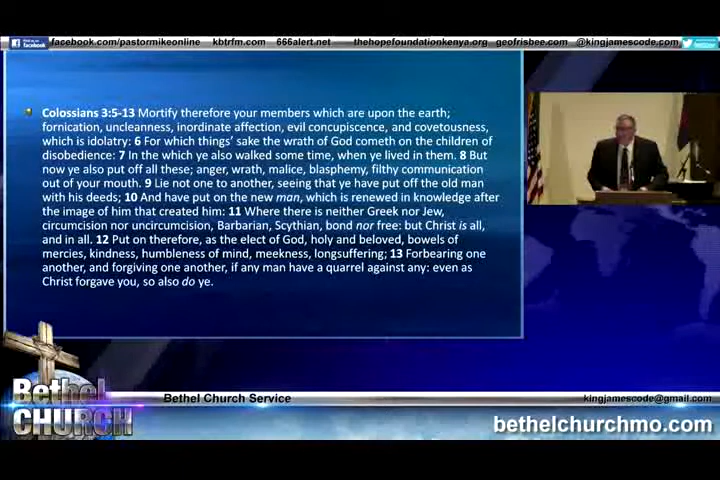 facebook.com/pastormikeonline kbtrfm.com 666alert.net thehopefoundationkenya.org geofrisbee.com @kingjamescode.com
Colossians 3:5-13 Mortify therefore your members which are upon the earth;
fornication, uncleanness, inordinate affection, evil concupiscence, and covetousness,
which is idolatry: 6 For which things' sake the wrath of God cometh on the children of
disobedience: 7 In the which ye also walked some time, when ye lived in them. 8 But
now ye also put off all these; anger, wrath, malice, blasphemy, filthy communication
out of your mouth. 9 Lie not one to another, seeing that ye have put off the old man
with his deeds; 10 And have put on the new man, which is renewed in knowledge after
the image of him that created him: 11 Where there is neither Greek nor Jew,
circumcision nor uncircumcision, Barbarian, Scythian, bond nor free: but Christ is all,
and in all. 12 Put on therefore, as the elect of God, holy and beloved, bowels of
mercies, kindness, humbleness of mind, meekness, longsuffering; 13 Forbearing one
another, and forgiving one another, if any man have a quarrel against any: even as
Christ forgave you, so also do ye.
Bethel
CHURCH
Bethel Church Service
kingjamescode@gmail.com
bethelchurchmo.com